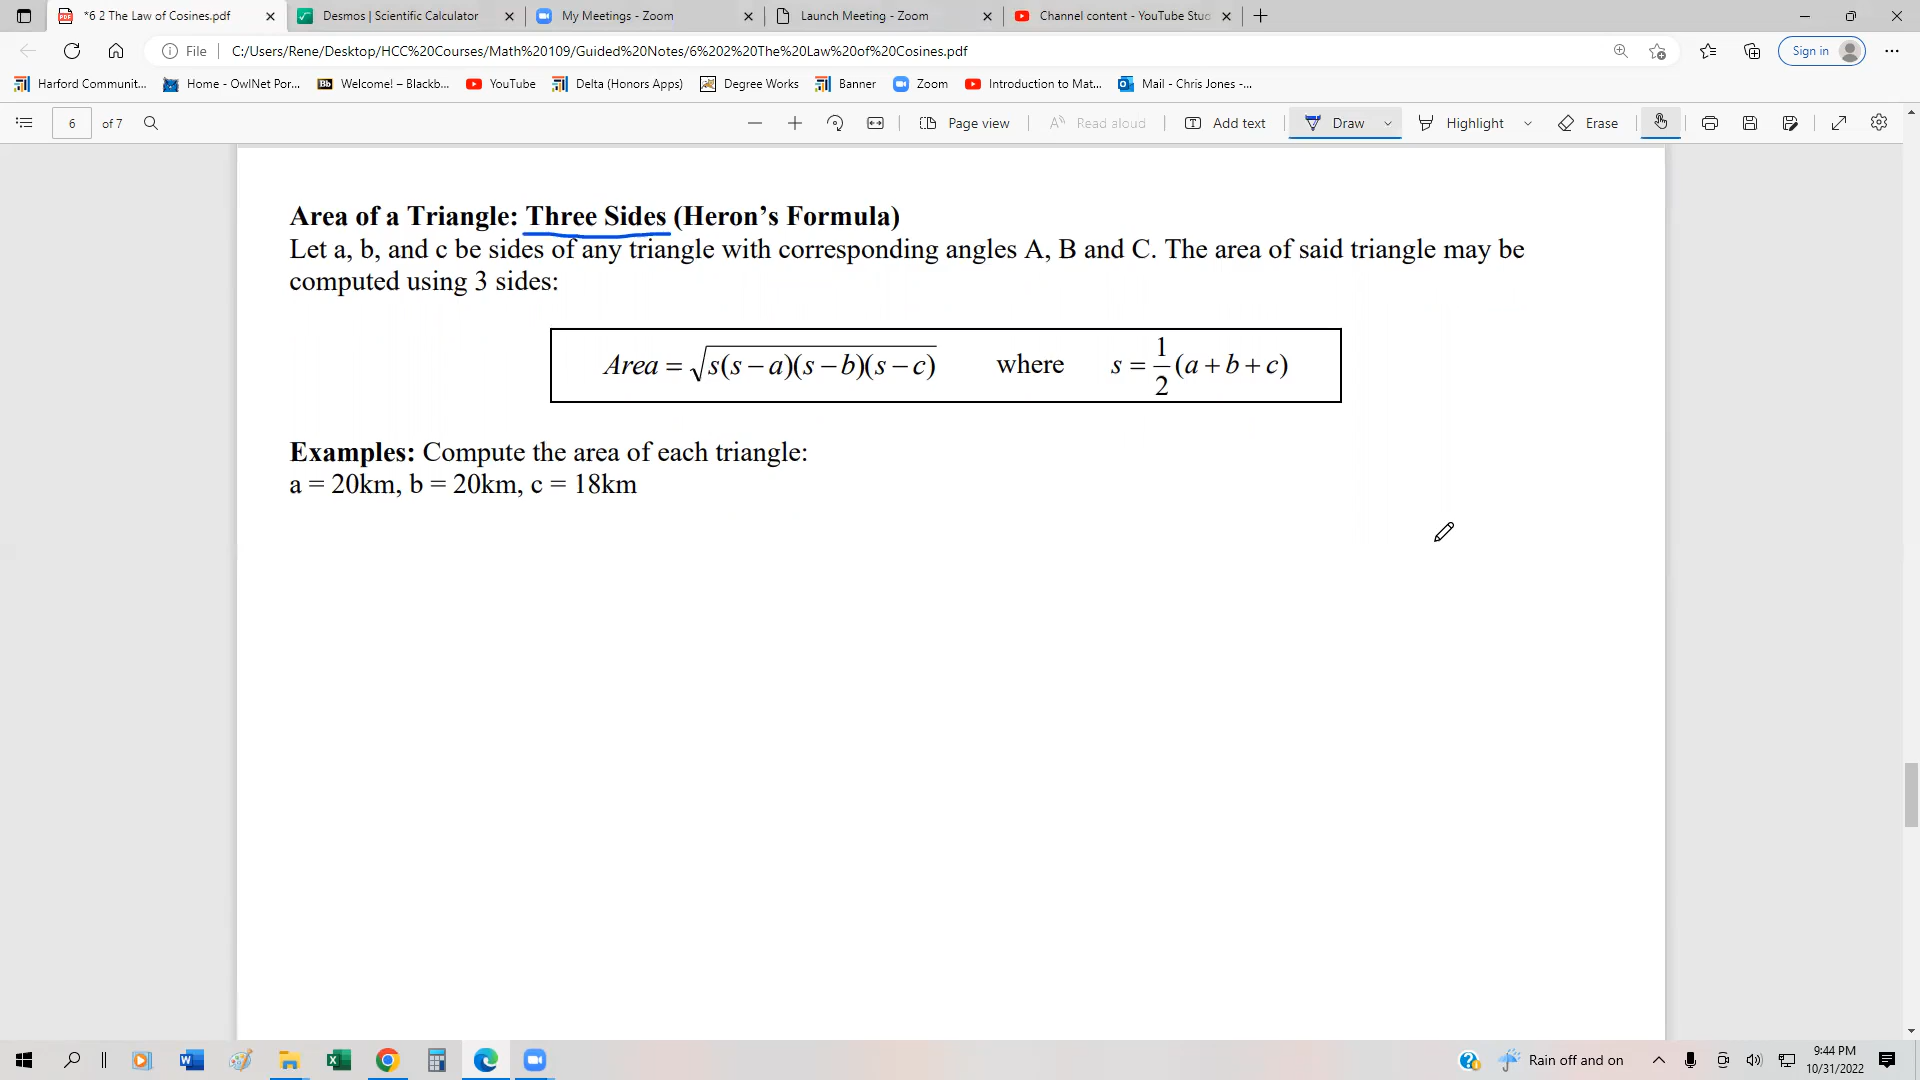 *6 2 The Law of Cosines.pdf
Desmos | Scientific Calculator
My Meetings - Zoom
Launch Meeting - Zoom
Channel content - YouTube Stu
File
C:/Users/Rene/Desktop/HCC%20Courses/Math%20109/Guided%20Notes/6%202%20The%20Law%20of%20Cosines.pdf
Sign in
Harford Communit...
Home - OwlNet Por...
Bb Welcome! – Blackb...
YouTube
Delta (Honors Apps)
Degree Works
Banner
Zoom
Introduction to Mat...
Mail - Chris Jones -...
6 of 7
Page view
Read aloud
Add text
Draw
Highlight
Erase
Area of a Triangle: Three Sides (Heron's Formula)
Let a, b, and c be sides of any triangle with corresponding angles A, B and C. The area of said triangle may be
computed using 3 sides:
Area = √s(s − a)(s − b)(s − c) where s = 1/2 (a + b + c)
Examples: Compute the area of each triangle:
a = 20km, b = 20km, c = 18km
Rain off and on
9:44 PM
10/31/2022